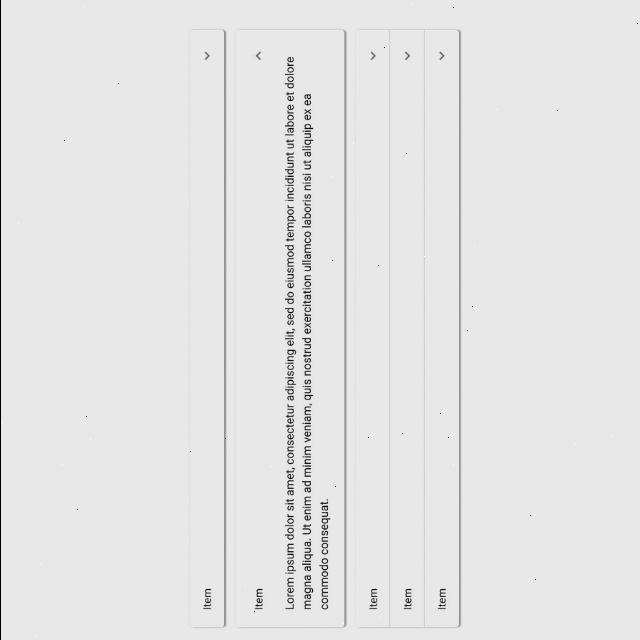 Item
Item
Lorem ipsum dolor sit amet, consectetur adipiscing elit, sed do eiusmod tempor incididunt ut labore et dolore
magna aliqua. Ut enim ad minim veniam, quis nostrud exercitation ullamco laboris nisi ut aliquip ex ea
commodo consequat.
Item
Item
Item